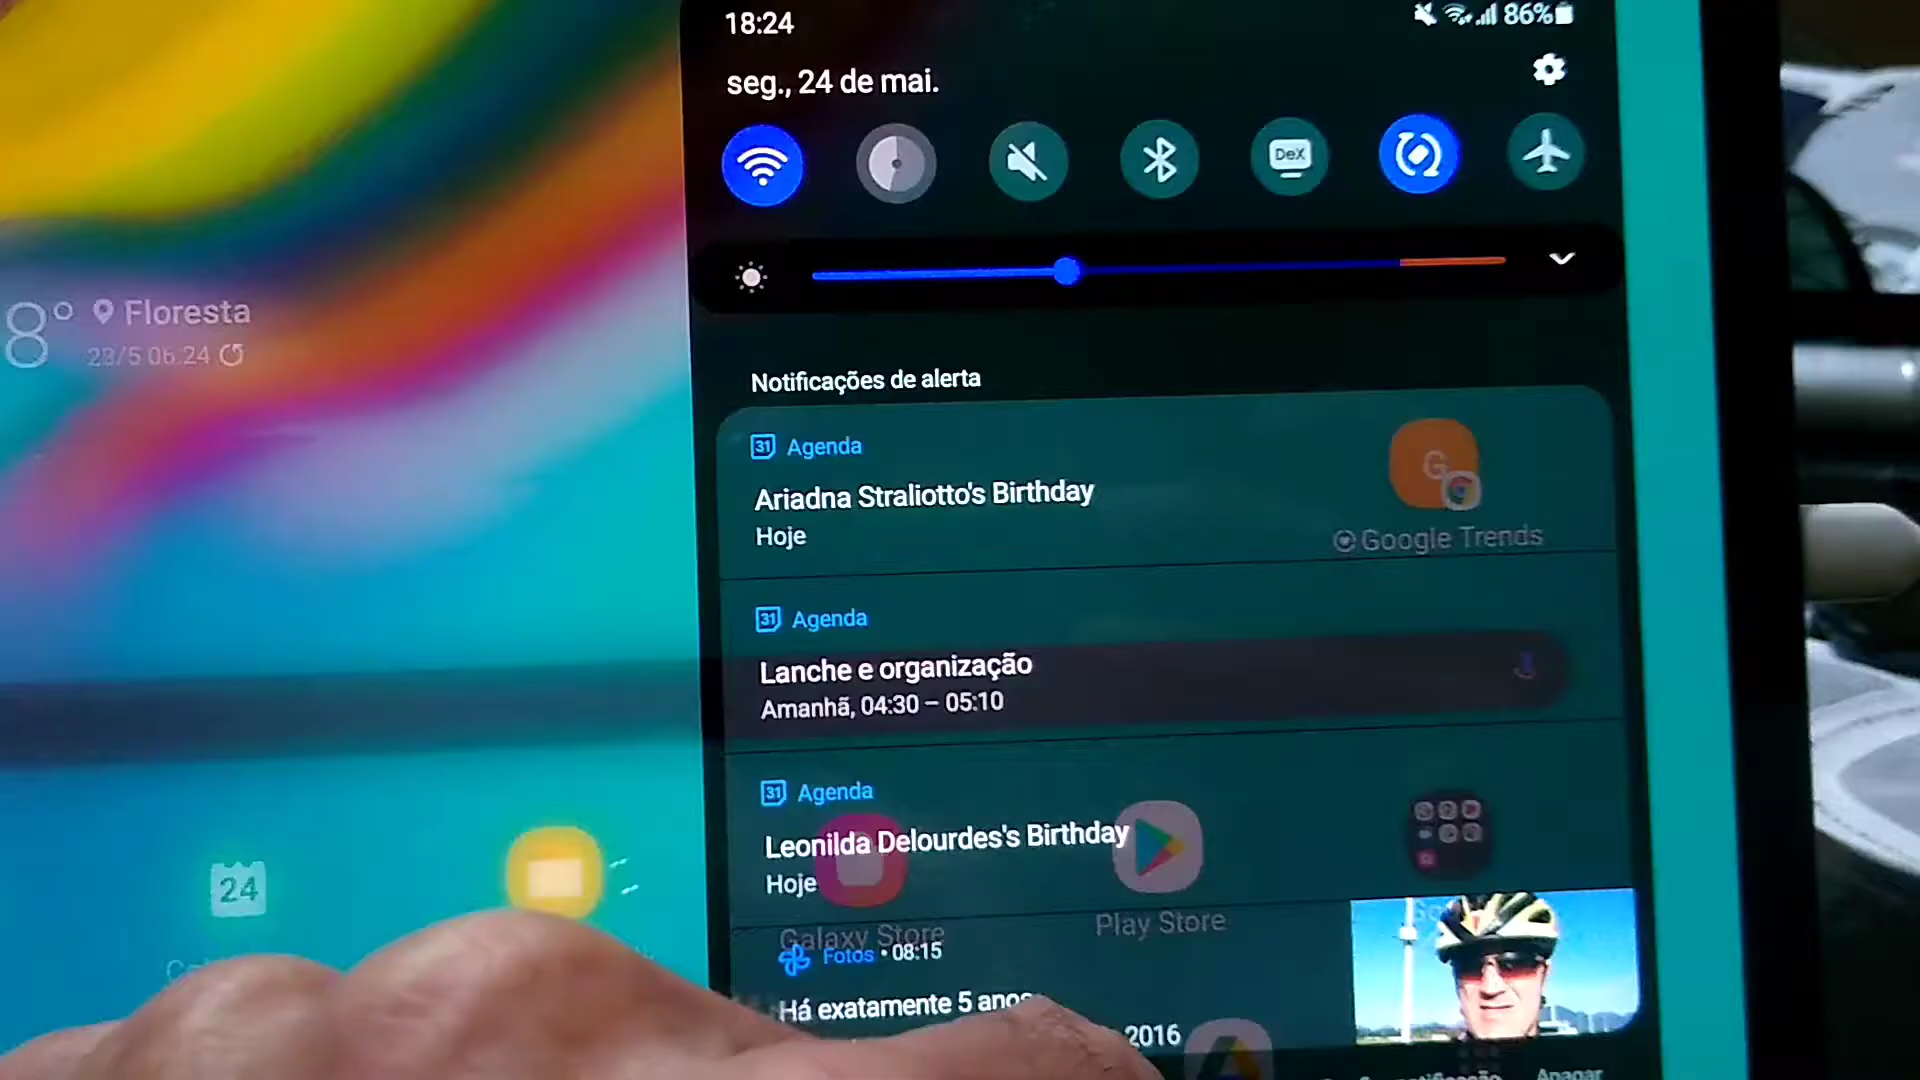 18:24
86%
seg., 24 de mai.
DeX
8° Floresta
23/5 06:24
Notificações de alerta
31 Agenda
Ariadna Straliotto's Birthday
Hoje
G
Google Trends
31 Agenda
Lanche e organização
Amanhã, 04:30 – 05:10
31 Agenda
Leonilda Delourdes's Birthday
Hoje
24
Galaxy Store
Play Store
Fotos • 08:15
Há exatamente 5 anos
2016
Apagar